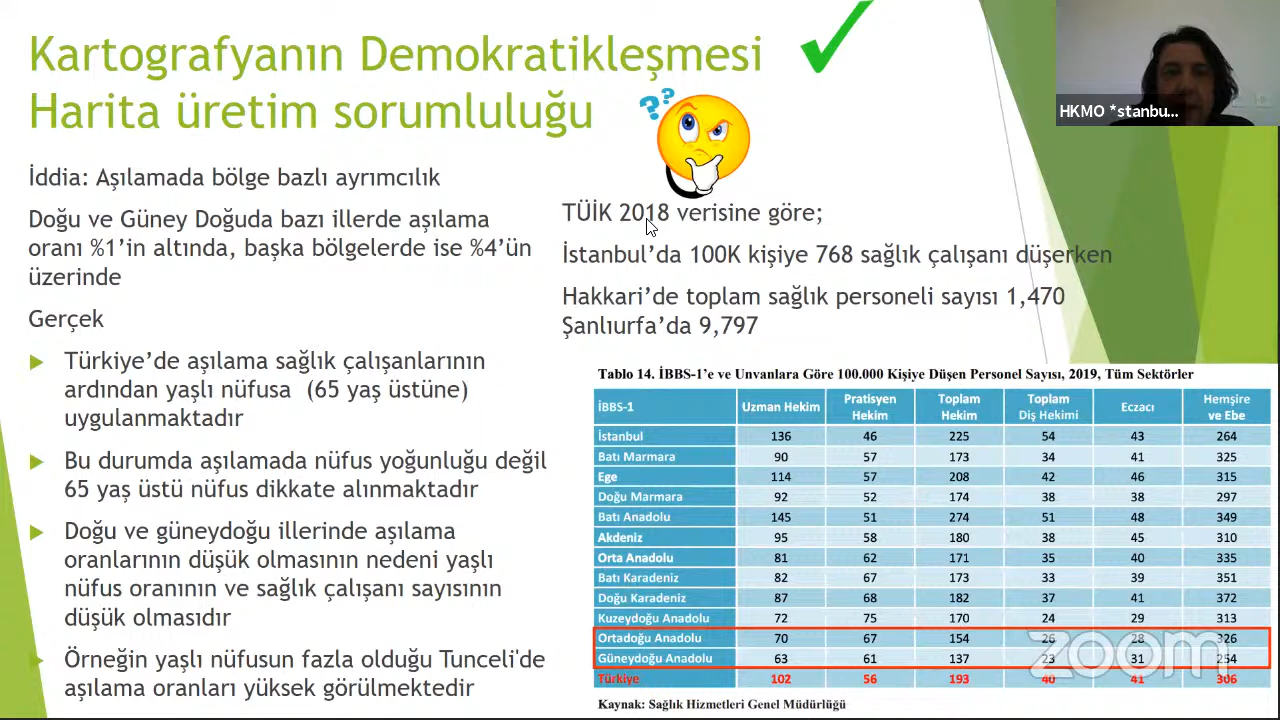 Kartografyanın Demokratikleşmesi
Harita üretim sorumluluğu
HKMO *stanbu...
İddia: Aşılamada bölge bazlı ayrımcılık
Doğu ve Güney Doğuda bazı illerde aşılama
oranı %1’in altında, başka bölgelerde ise %4’ün
üzerinde
Gerçek
Türkiye’de aşılama sağlık çalışanlarının
ardından yaşlı nüfusa (65 yaş üstüne)
uygulanmaktadır
Bu durumda aşılamada nüfus yoğunluğu değil
65 yaş üstü nüfus dikkate alınmaktadır
Doğu ve güneydoğu illerinde aşılama
oranlarının düşük olmasının nedeni yaşlı
nüfus oranının ve sağlık çalışanı sayısının
düşük olmasıdır
Örneğin yaşlı nüfusun fazla olduğu Tunceli'de
aşılama oranları yüksek görülmektedir
TÜİK 2018 verisine göre;
İstanbul’da 100K kişiye 768 sağlık çalışanı düşerken
Hakkari’de toplam sağlık personeli sayısı 1,470
Şanlıurfa’da 9,797
Tablo 14. İBBS-1’e ve Unvanlara Göre 100.000 Kişiye Düşen Personel Sayısı, 2019, Tüm Sektörler
İBBS-1 Uzman Hekim Pratisyen Hekim Toplam Hekim Toplam Diş Hekimi Eczacı Hemşire ve Ebe
İstanbul 136 46 225 54 43 264
Batı Marmara 90 57 173 34 41 325
Ege 114 57 208 42 46 315
Doğu Marmara 92 52 174 38 38 297
Batı Anadolu 145 51 274 51 48 349
Akdeniz 95 58 180 38 45 310
Orta Anadolu 81 62 171 35 40 335
Batı Karadeniz 82 67 173 33 39 351
Doğu Karadeniz 87 68 182 37 41 372
Kuzeydoğu Anadolu 72 75 170 24 29 313
Ortadoğu Anadolu 70 67 154 26 28 326
Güneydoğu Anadolu 63 61 137 23 31 254
Türkiye 102 56 193 40 41 306
zoom
Kaynak: Sağlık Hizmetleri Genel Müdürlüğü